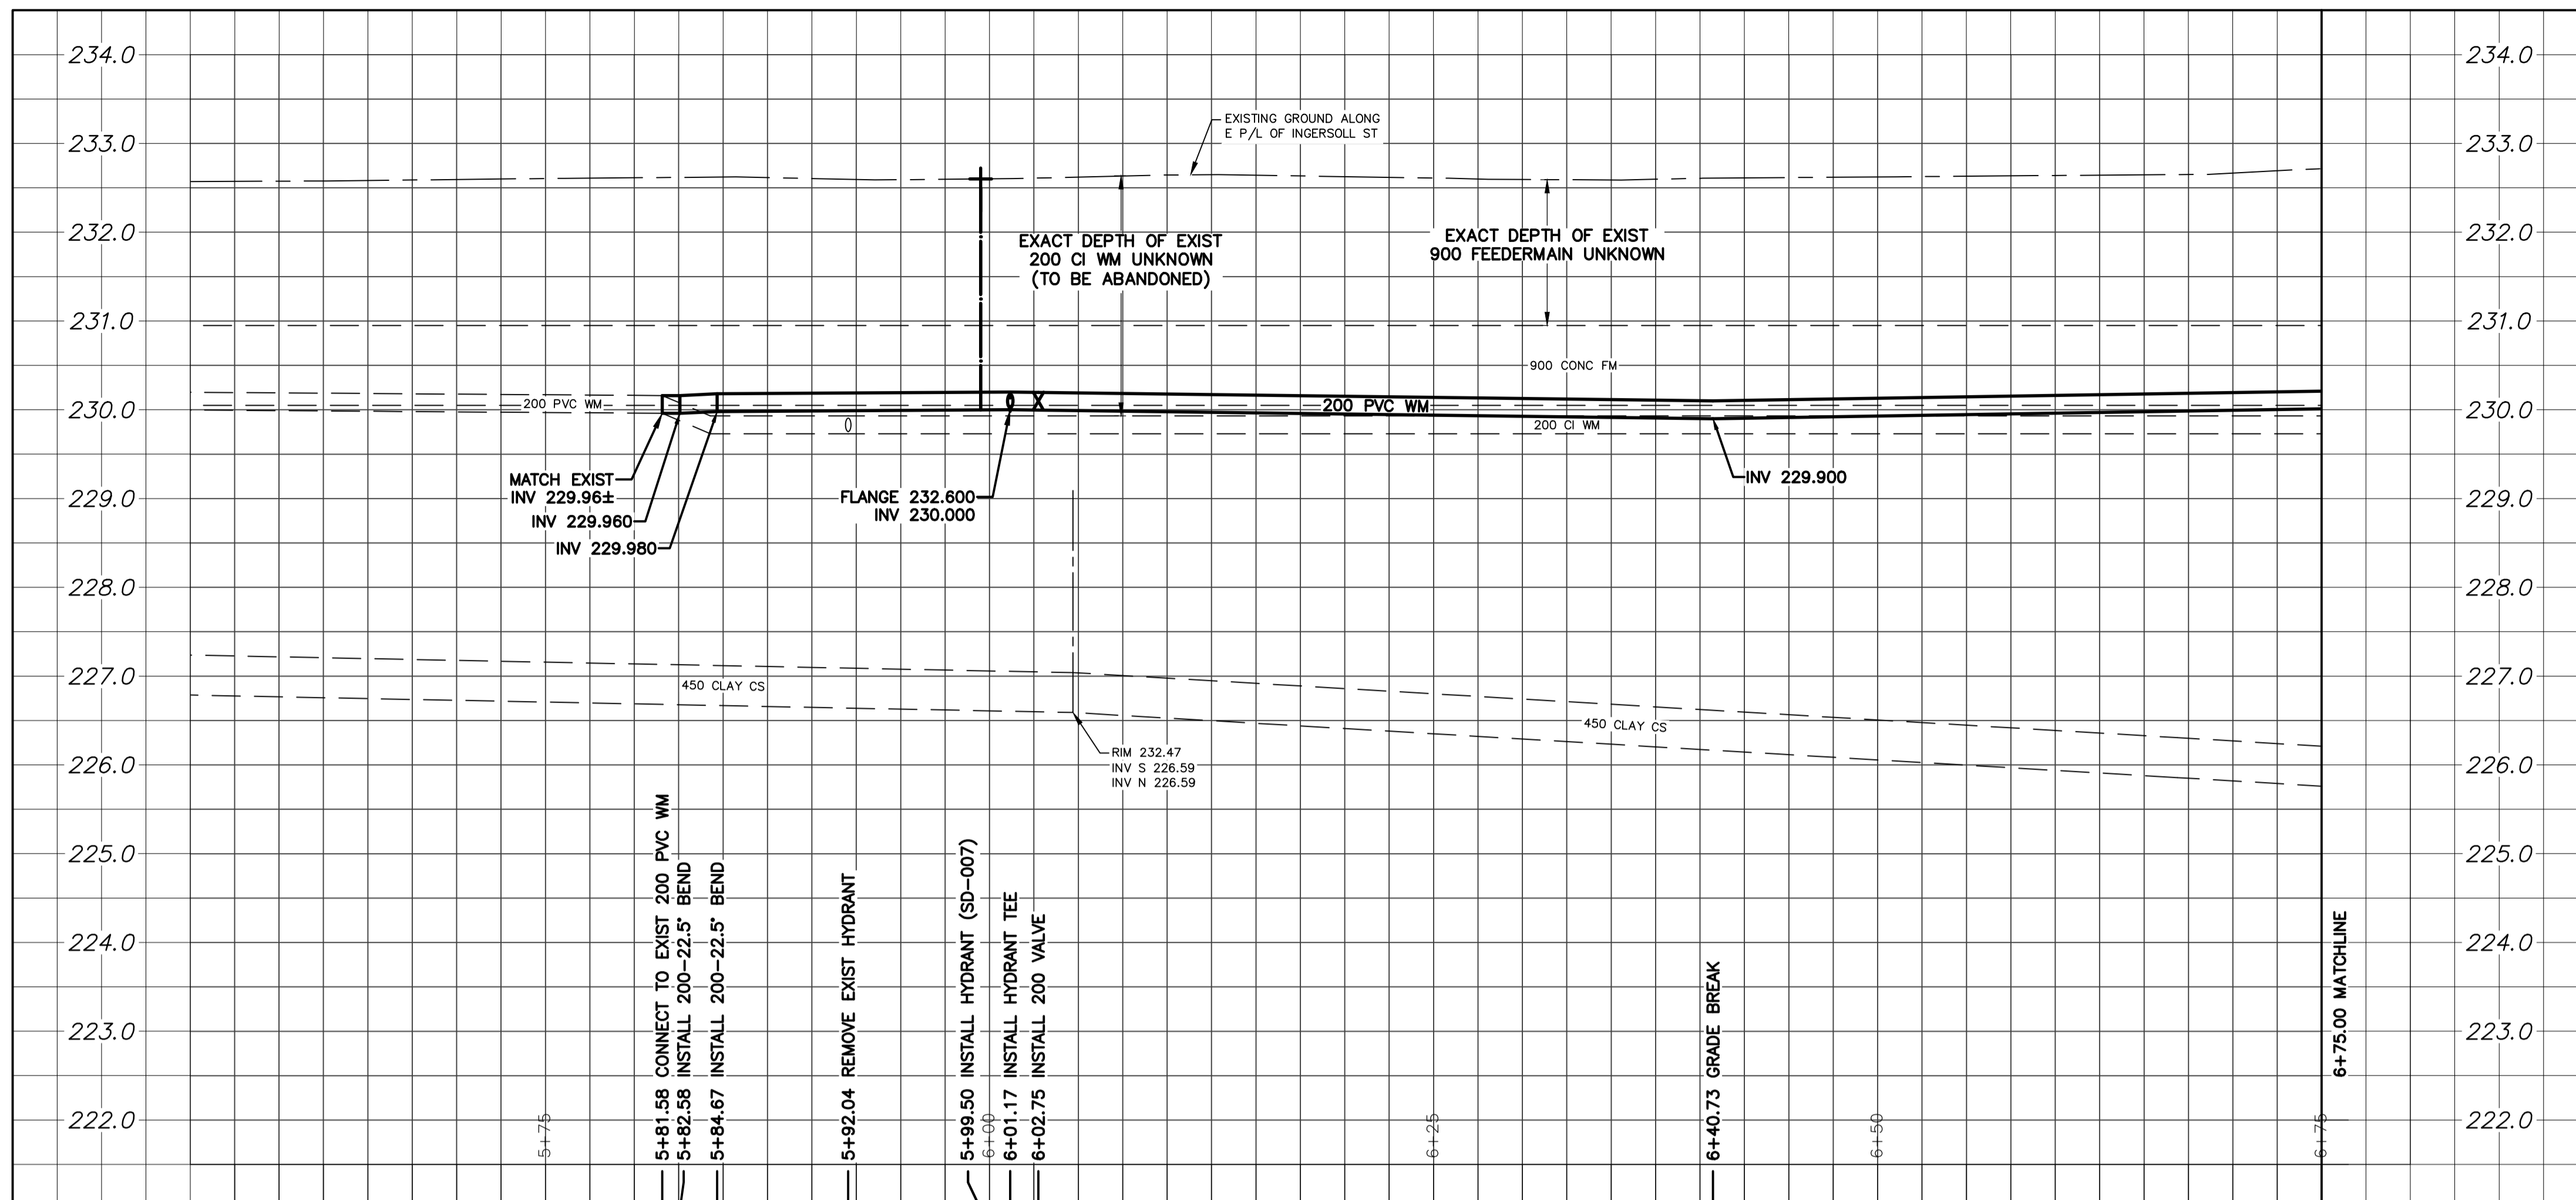 234.0
234.0
EXISTING GROUND ALONG
E P/L OF INGERSOLL ST
233.0
233.0
232.0
232.0
EXACT DEPTH OF EXIST
200 CI WM UNKNOWN
(TO BE ABANDONED)
EXACT DEPTH OF EXIST
900 FEEDERMAIN UNKNOWN
231.0
231.0
900 CONC FM
230.0
200 PVC WM
200 PVC WM
230.0
200 CI WM
MATCH EXIST
INV 229.96±
INV 229.960
INV 229.980
FLANGE 232.600
INV 230.000
INV 229.900
229.0
229.0
228.0
228.0
227.0
227.0
450 CLAY CS
450 CLAY CS
RIM 232.47
INV S 226.59
INV N 226.59
226.0
226.0
225.0
225.0
224.0
224.0
223.0
223.0
222.0
222.0
5+75
5+81.58 CONNECT TO EXIST 200 PVC WM
5+82.58 INSTALL 200-22.5° BEND
5+84.67 INSTALL 200-22.5° BEND
5+92.04 REMOVE EXIST HYDRANT
5+99.50 INSTALL HYDRANT (SD-007)
6+00
6+01.17 INSTALL HYDRANT TEE
6+02.75 INSTALL 200 VALVE
6+25
6+40.73 GRADE BREAK
6+50
6+75
6+75.00 MATCHLINE